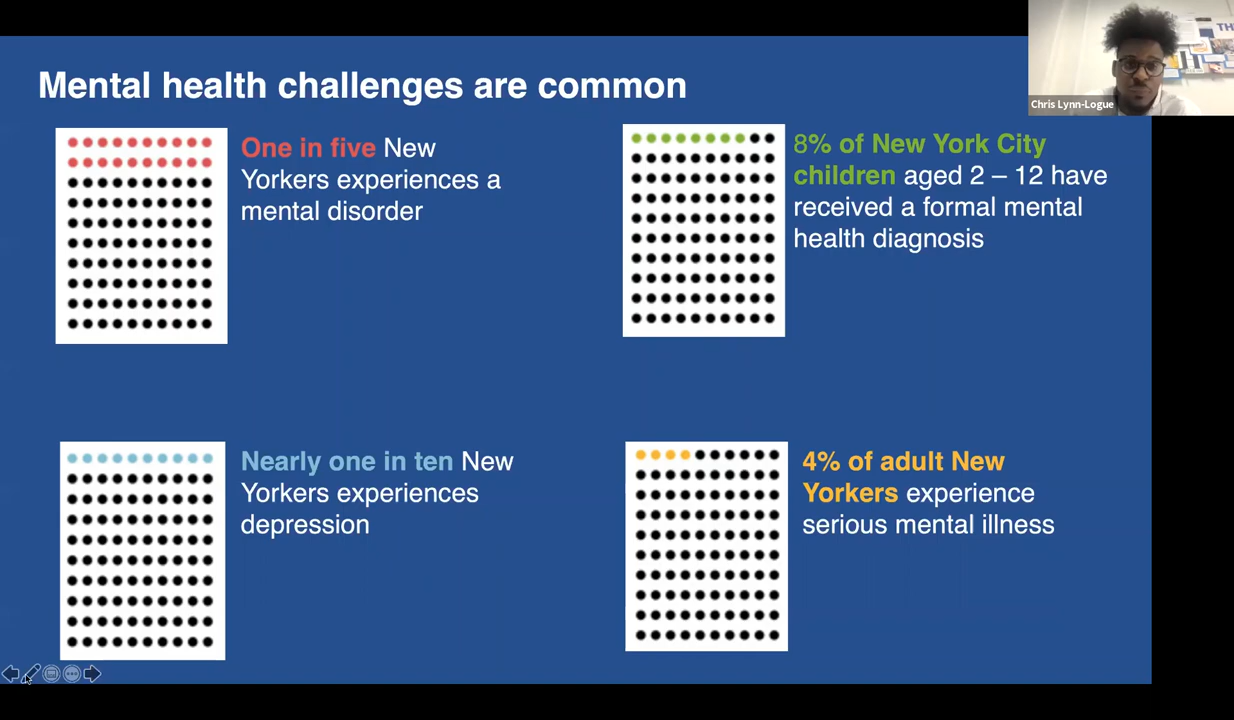 Mental health challenges are common
One in five New
Yorkers experiences a
mental disorder
8% of New York City
children aged 2 – 12 have
received a formal mental
health diagnosis
Nearly one in ten New
Yorkers experiences
depression
4% of adult New
Yorkers experience
serious mental illness
Chris Lynn-Logue
TH